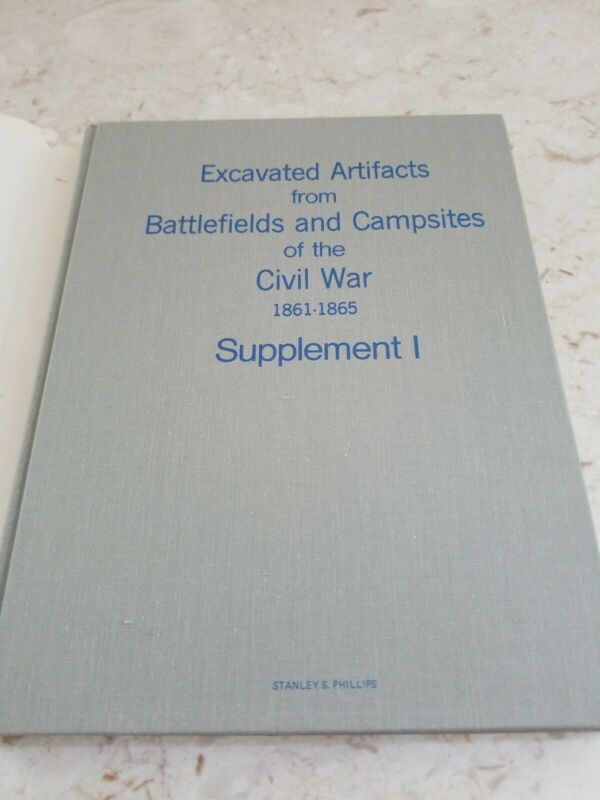 Excavated Artifacts
from
Battlefields and Campsites
of the
Civil War
1861-1865
Supplement I
STANLEY S. PHILLIPS